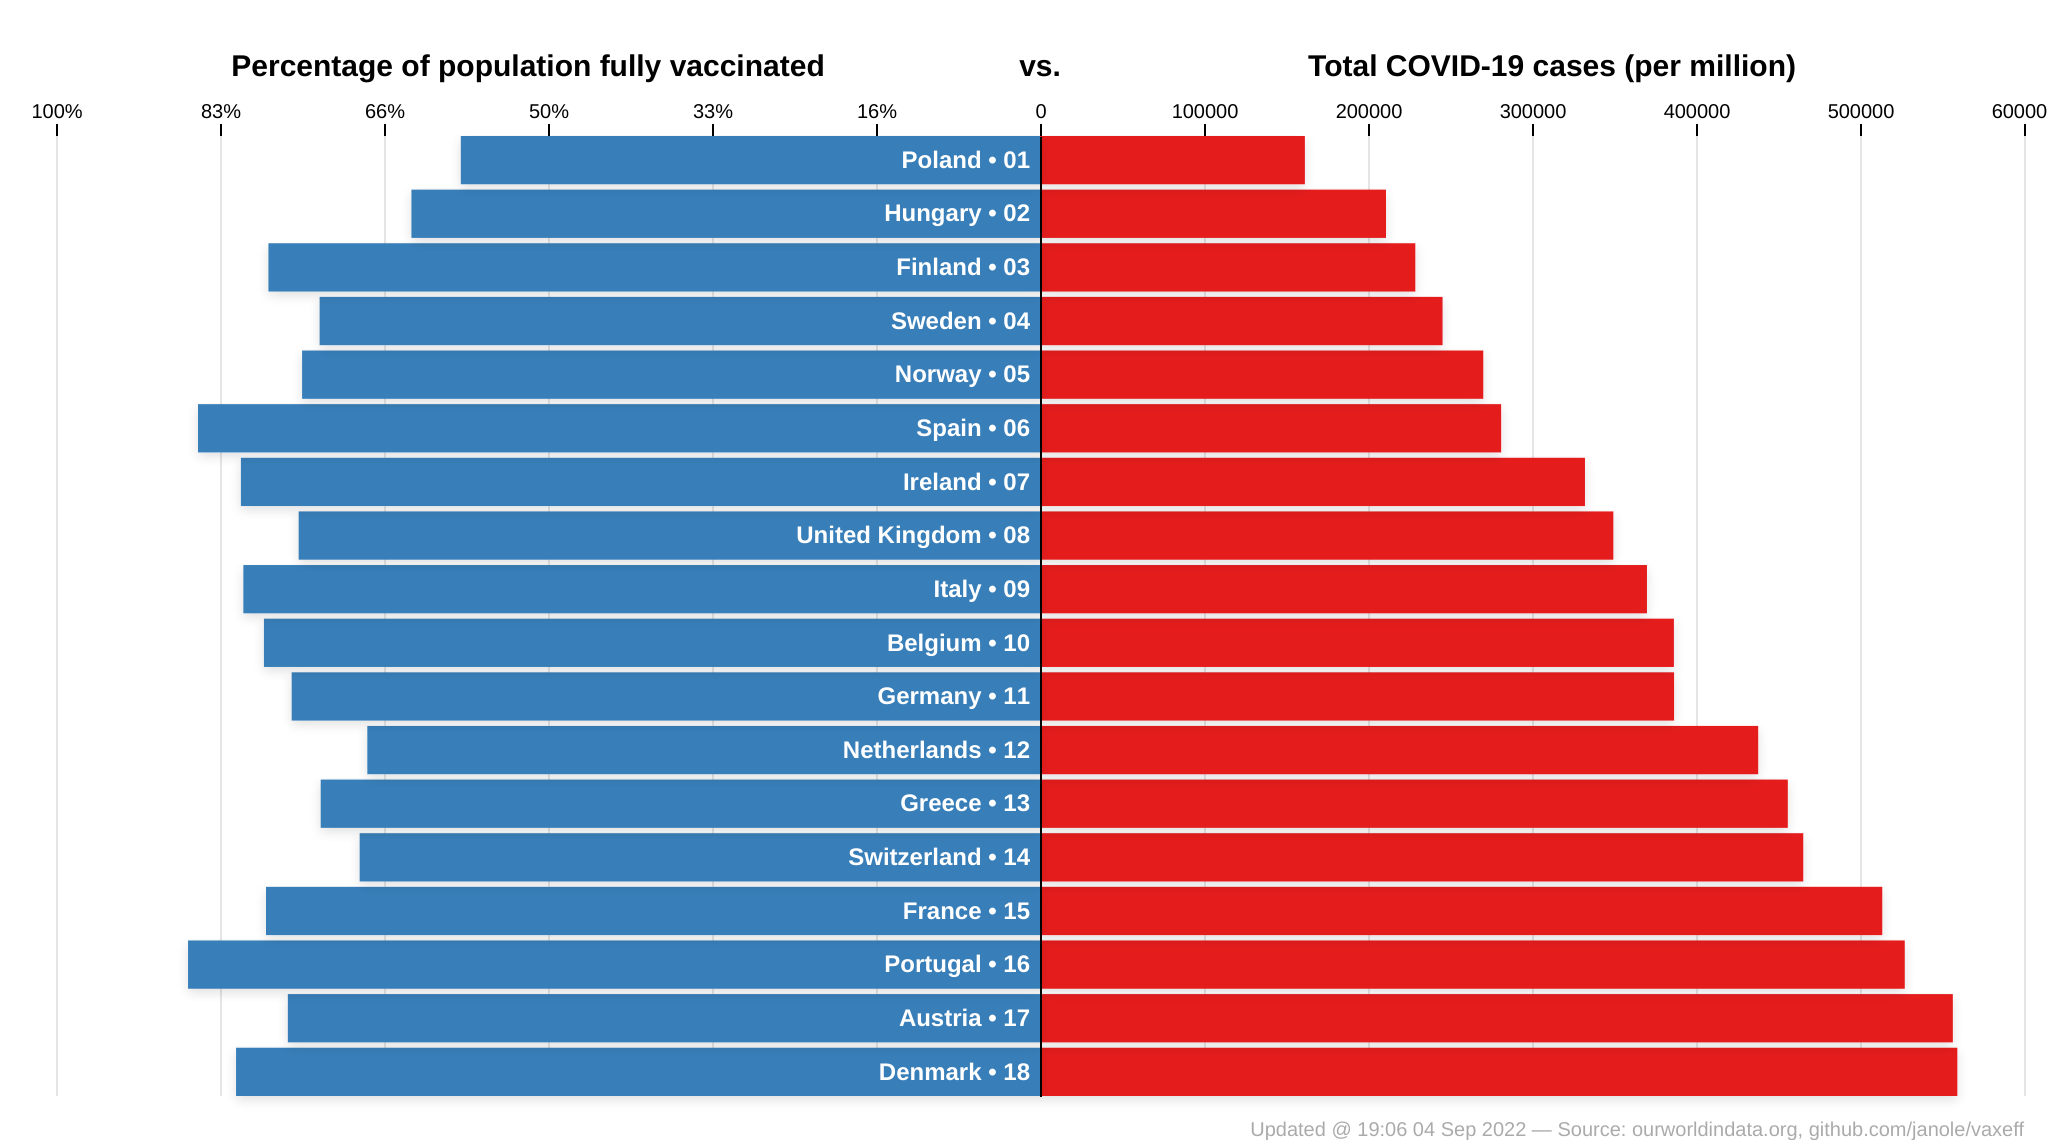 Percentage of population fully vaccinated vs. Total COVID-19 cases (per million)
100% 83% 66% 50% 33% 16% 0 100000 200000 300000 400000 500000 60000
Poland • 01
Hungary • 02
Finland • 03
Sweden • 04
Norway • 05
Spain • 06
Ireland • 07
United Kingdom • 08
Italy • 09
Belgium • 10
Germany • 11
Netherlands • 12
Greece • 13
Switzerland • 14
France • 15
Portugal • 16
Austria • 17
Denmark • 18
Updated @ 19:06 04 Sep 2022 — Source: ourworldindata.org, github.com/janole/vaxeff